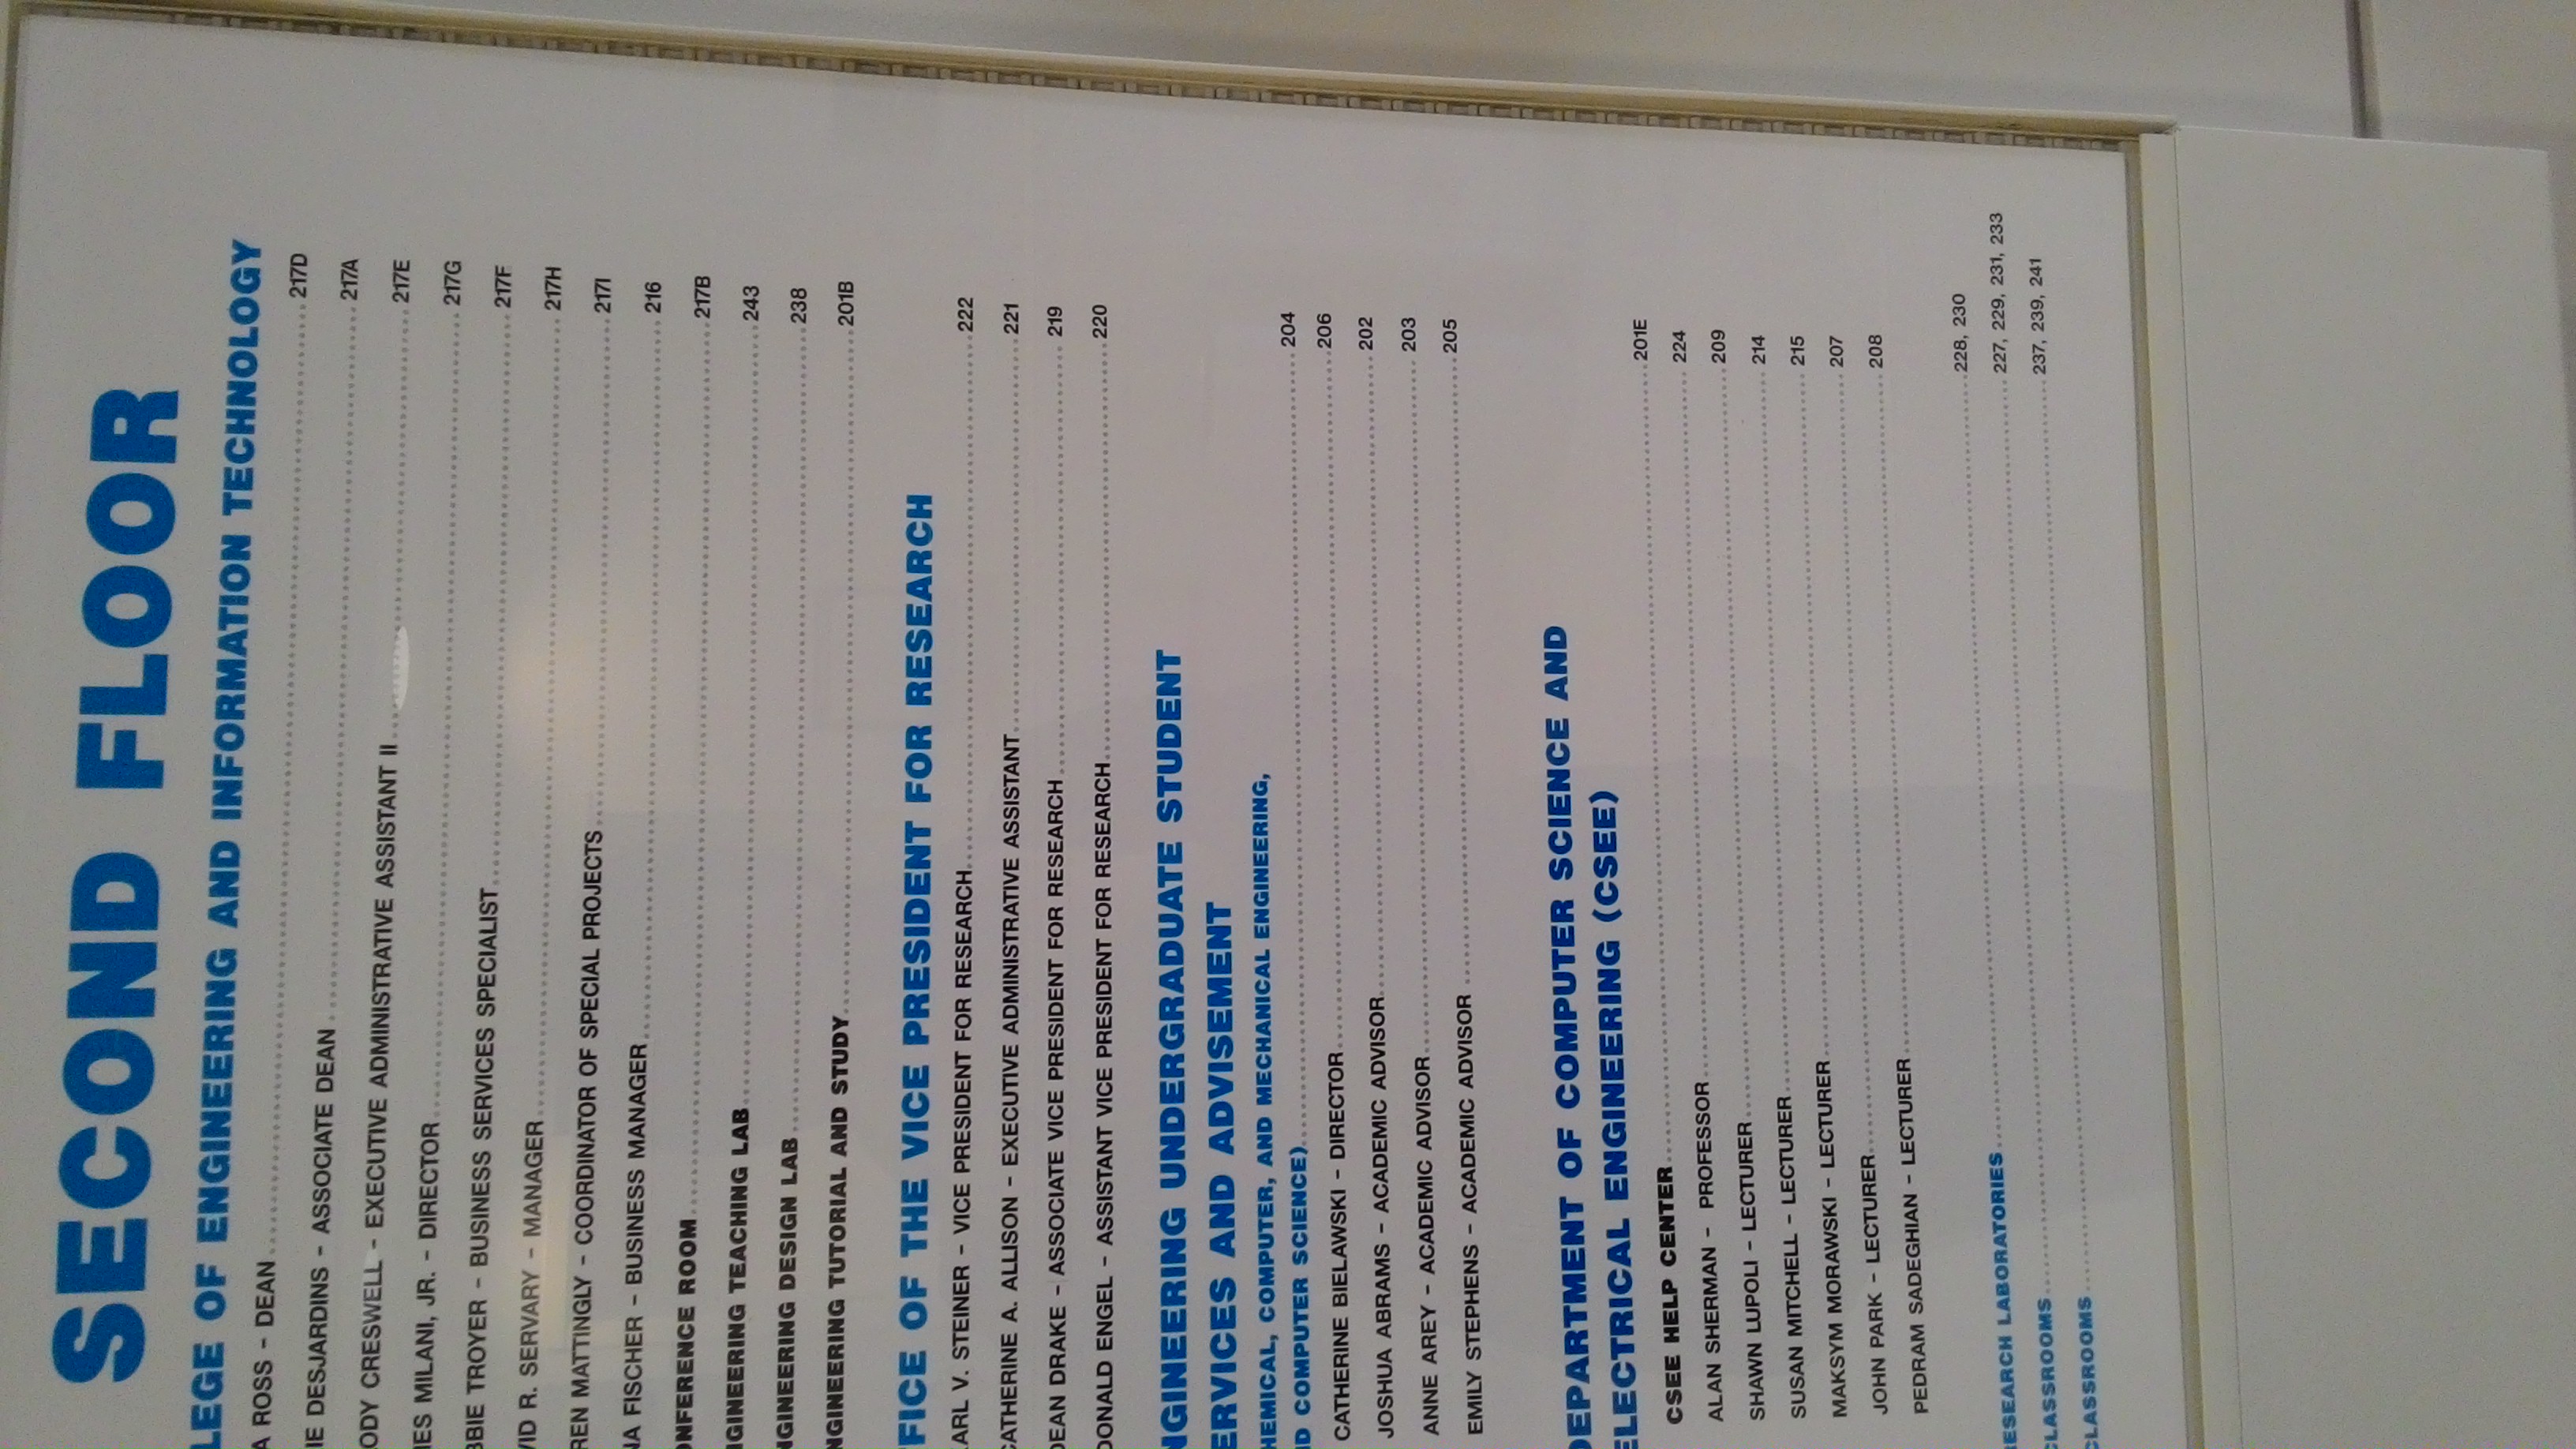 SECOND FLOOR
LEGE OF ENGINEERING AND INFORMATION TECHNOLOGY
A ROSS - DEAN 217D
IE DESJARDINS - ASSOCIATE DEAN 217A
ODY CRESWELL - EXECUTIVE ADMINISTRATIVE ASSISTANT II 217E
MES MILANI, JR. - DIRECTOR 217G
BBIE TROYER - BUSINESS SERVICES SPECIALIST 217F
VID R. SERVARY - MANAGER 217H
REN MATTINGLY - COORDINATOR OF SPECIAL PROJECTS 217I
NA FISCHER - BUSINESS MANAGER 216
ONFERENCE ROOM 217B
NGINEERING TEACHING LAB 243
NGINEERING DESIGN LAB 238
NGINEERING TUTORIAL AND STUDY 201B
FFICE OF THE VICE PRESIDENT FOR RESEARCH
KARL V. STEINER - VICE PRESIDENT FOR RESEARCH 222
CATHERINE A. ALLISON - EXECUTIVE ADMINISTRATIVE ASSISTANT 221
DEAN DRAKE - ASSOCIATE VICE PRESIDENT FOR RESEARCH 219
DONALD ENGEL - ASSISTANT VICE PRESIDENT FOR RESEARCH 220
NGINEERING UNDERGRADUATE STUDENT
ERVICES AND ADVISEMENT
HEMICAL, COMPUTER, AND MECHANICAL ENGINEERING,
ND COMPUTER SCIENCE) 204
CATHERINE BIELAWSKI - DIRECTOR 206
JOSHUA ABRAMS - ACADEMIC ADVISOR 202
ANNE AREY - ACADEMIC ADVISOR 203
EMILY STEPHENS - ACADEMIC ADVISOR 205
DEPARTMENT OF COMPUTER SCIENCE AND
ELECTRICAL ENGINEERING (CSEE)
CSEE HELP CENTER 201E
ALAN SHERMAN - PROFESSOR 224
SHAWN LUPOLI - LECTURER 209
SUSAN MITCHELL - LECTURER 214
MAKSYM MORAWSKI - LECTURER 215
JOHN PARK - LECTURER 207
PEDRAM SADEGHIAN - LECTURER 208
RESEARCH LABORATORIES 228, 230
CLASSROOMS 227, 229, 231, 233
CLASSROOMS 237, 239, 241